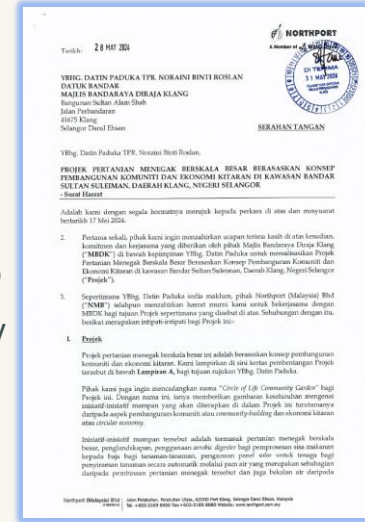 NORTHPORT
A Member of
Tarikh: 28 MAY 2024
DI TERIMA
31 MAY 2024
YBHG. DATIN PADUKA TPR. NORAINI BINTI ROSLAN
DATUK BANDAR
MAJLIS BANDARAYA DIRAJA KLANG
Bangunan Sultan Alam Shah
Jalan Perbandaran
41675 Klang
Selangor Darul Ehsan
SERAHAN TANGAN
YBhg. Datin Paduka TPR. Noraini Binti Roslan,
PROJEK PERTANIAN MENEGAK BERSKALA BESAR BERASASKAN KONSEP
PEMBANGUNAN KOMUNITI DAN EKONOMI KITARAN DI KAWASAN BANDAR
SULTAN SULEIMAN, DAERAH KLANG, NEGERI SELANGOR
- Surat Hasrat
Adalah kami dengan segala hormatnya merujuk kepada perkara di atas dan mesyuarat
bertarikh 17 Mei 2024.
2. Pertama sekali, pihak kami ingin menzahirkan ucapan terima kasih di atas kesudian,
komitmen dan kerjasama yang diberikan oleh pihak Majlis Bandaraya Diraja Klang
("MBDK") di bawah kepimpinan YBhg. Datin Paduka untuk merealisasikan Projek
Pertanian Menegak Berskala Besar Berasaskan Konsep Pembangunan Komuniti dan
Ekonomi Kitaran di kawasan Bandar Sultan Suleiman, Daerah Klang, Negeri Selangor
("Projek").
3. Sepertimana YBhg. Datin Paduka sedia maklum, pihak Northport (Malaysia) Bhd
("NMB") telahpun menzahirkan hasrat murni kami untuk bekerjasama dengan
MBDK bagi tujuan Projek sepertimana yang disebut di atas. Sehubungan dengan itu,
berikut merupakan intipati-intipati bagi Projek ini:-
I. Projek
Projek pertanian menegak berskala besar ini adalah berasaskan konsep pembangunan
komuniti dan ekonomi kitaran. Kami lampirkan di sini kertas pembentangan Projek
tersebut di bawah Lampiran A, bagi tujuan rujukan YBhg. Datin Paduka.
Pihak kami juga ingin mencadangkan nama "Circle of Life Community Garden" bagi
Projek ini. Dengan nama ini, ianya memberikan gambaran keseluruhan mengenai
inisiatif-inisiatif mampan yang akan diterapkan di dalam Projek ini terutamanya
daripada aspek pembangunan komuniti atau community-building dan ekonomi kitaran
atau circular economy.
Inisiatif-inisiatif mampan tersebut adalah termasuk pertanian menegak berskala
besar, penglandskapan, penggunaan aerobic digester bagi pemprosesan sisa makanan
kepada baja bagi tanaman-tanaman, penggunaan panel solar untuk tenaga bagi
penyiraman tanaman secara automatik melalui pam air yang merupakan sebahagian
daripada pembinaan pertanian menegak tersebut dan juga bekalan air daripada
Northport (Malaysia) Bhd